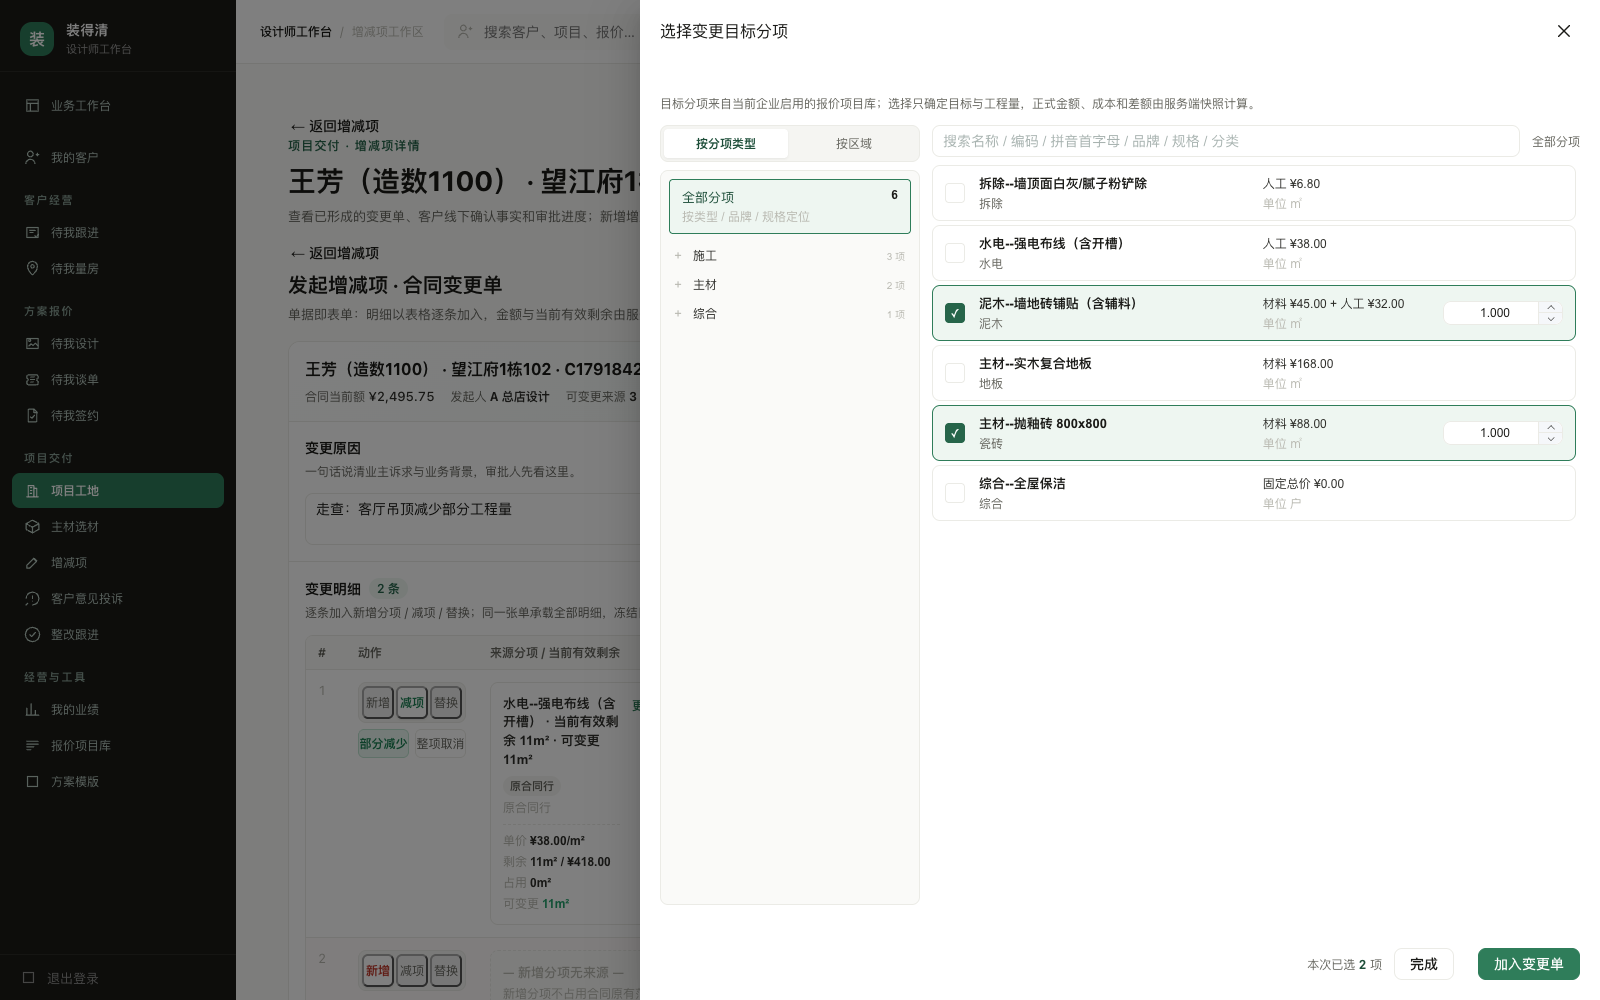 装
装得清
设计师工作台
业务工作台
我的客户
客户经营
待我跟进
待我量房
方案报价
待我设计
待我谈单
待我签约
项目交付
项目工地
主材选材
增减项
客户意见投诉
整改跟进
经营与工具
我的业绩
报价项目库
方案模版
退出登录
设计师工作台 / 增减项工作区
搜索客户、项目、报价...
← 返回增减项
项目交付 · 增减项详情
王芳（造数1100） · 望江府1
查看已形成的变更单、客户线下确认事实和审批进度；新增增
← 返回增减项
发起增减项 · 合同变更单
单据即表单：明细以表格逐条加入，金额与当前有效剩余由服
王芳（造数1100） · 望江府1栋102 · C1791842
合同当前额 ¥2,495.75 发起人 A 总店设计 可变更来源 3
变更原因
一句话说清业主诉求与业务背景，审批人先看这里。
走查：客厅吊顶减少部分工程量
变更明细 2 条
逐条加入新增分项 / 减项 / 替换；同一张单承载全部明细，冻结
# 动作 来源分项 / 当前有效剩余
1 新增 减项 替换
部分减少 整项取消
水电--强电布线（含
开槽） · 当前有效剩
余 11m² · 可变更
11m²
原合同行
原合同行
单价 ¥38.00/m²
剩余 11m² / ¥418.00
占用 0m²
可变更 11m²
2 新增 减项 替换
— 新增分项无来源 —
新增分项不占用合同原有
选择变更目标分项
目标分项来自当前企业启用的报价项目库；选择只确定目标与工程量，正式金额、成本和差额由服务端快照计算。
按分项类型 按区域
全部分项 6
按类型 / 品牌 / 规格定位
+ 施工 3 项
+ 主材 2 项
+ 综合 1 项
搜索名称 / 编码 / 拼音首字母 / 品牌 / 规格 / 分类 全部分项
拆除--墙顶面白灰/腻子粉铲除 人工 ¥6.80
拆除 单位 ㎡
水电--强电布线（含开槽） 人工 ¥38.00
水电 单位 ㎡
泥木--墙地砖铺贴（含辅料） 材料 ¥45.00 + 人工 ¥32.00 1.000
泥木 单位 ㎡
主材--实木复合地板 材料 ¥168.00
地板 单位 ㎡
主材--抛釉砖 800x800 材料 ¥88.00 1.000
瓷砖 单位 ㎡
综合--全屋保洁 固定总价 ¥0.00
综合 单位 户
本次已选 2 项 完成 加入变更单